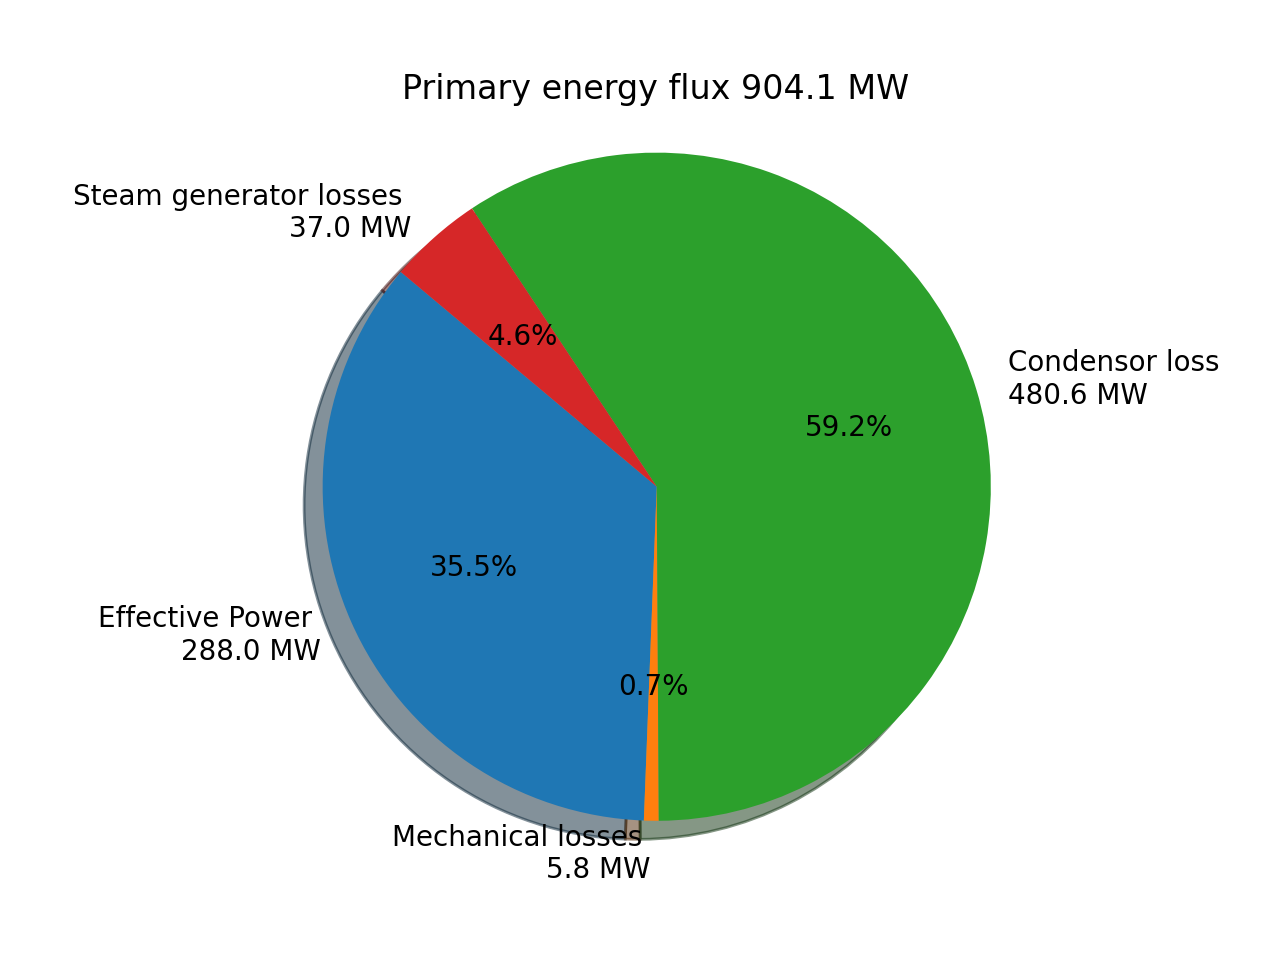 Primary energy flux 904.1 MW
Steam generator losses
37.0 MW
4.6%
Condensor loss
480.6 MW
59.2%
35.5%
Effective Power
288.0 MW
0.7%
Mechanical losses
5.8 MW